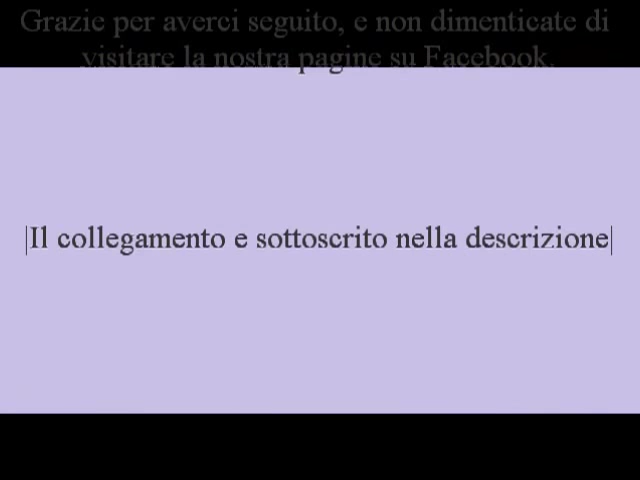 Grazie per averci seguito, e non dimenticate di
visitare la nostra pagine su Facebook.
|Il collegamento e sottoscrito nella descrizione|